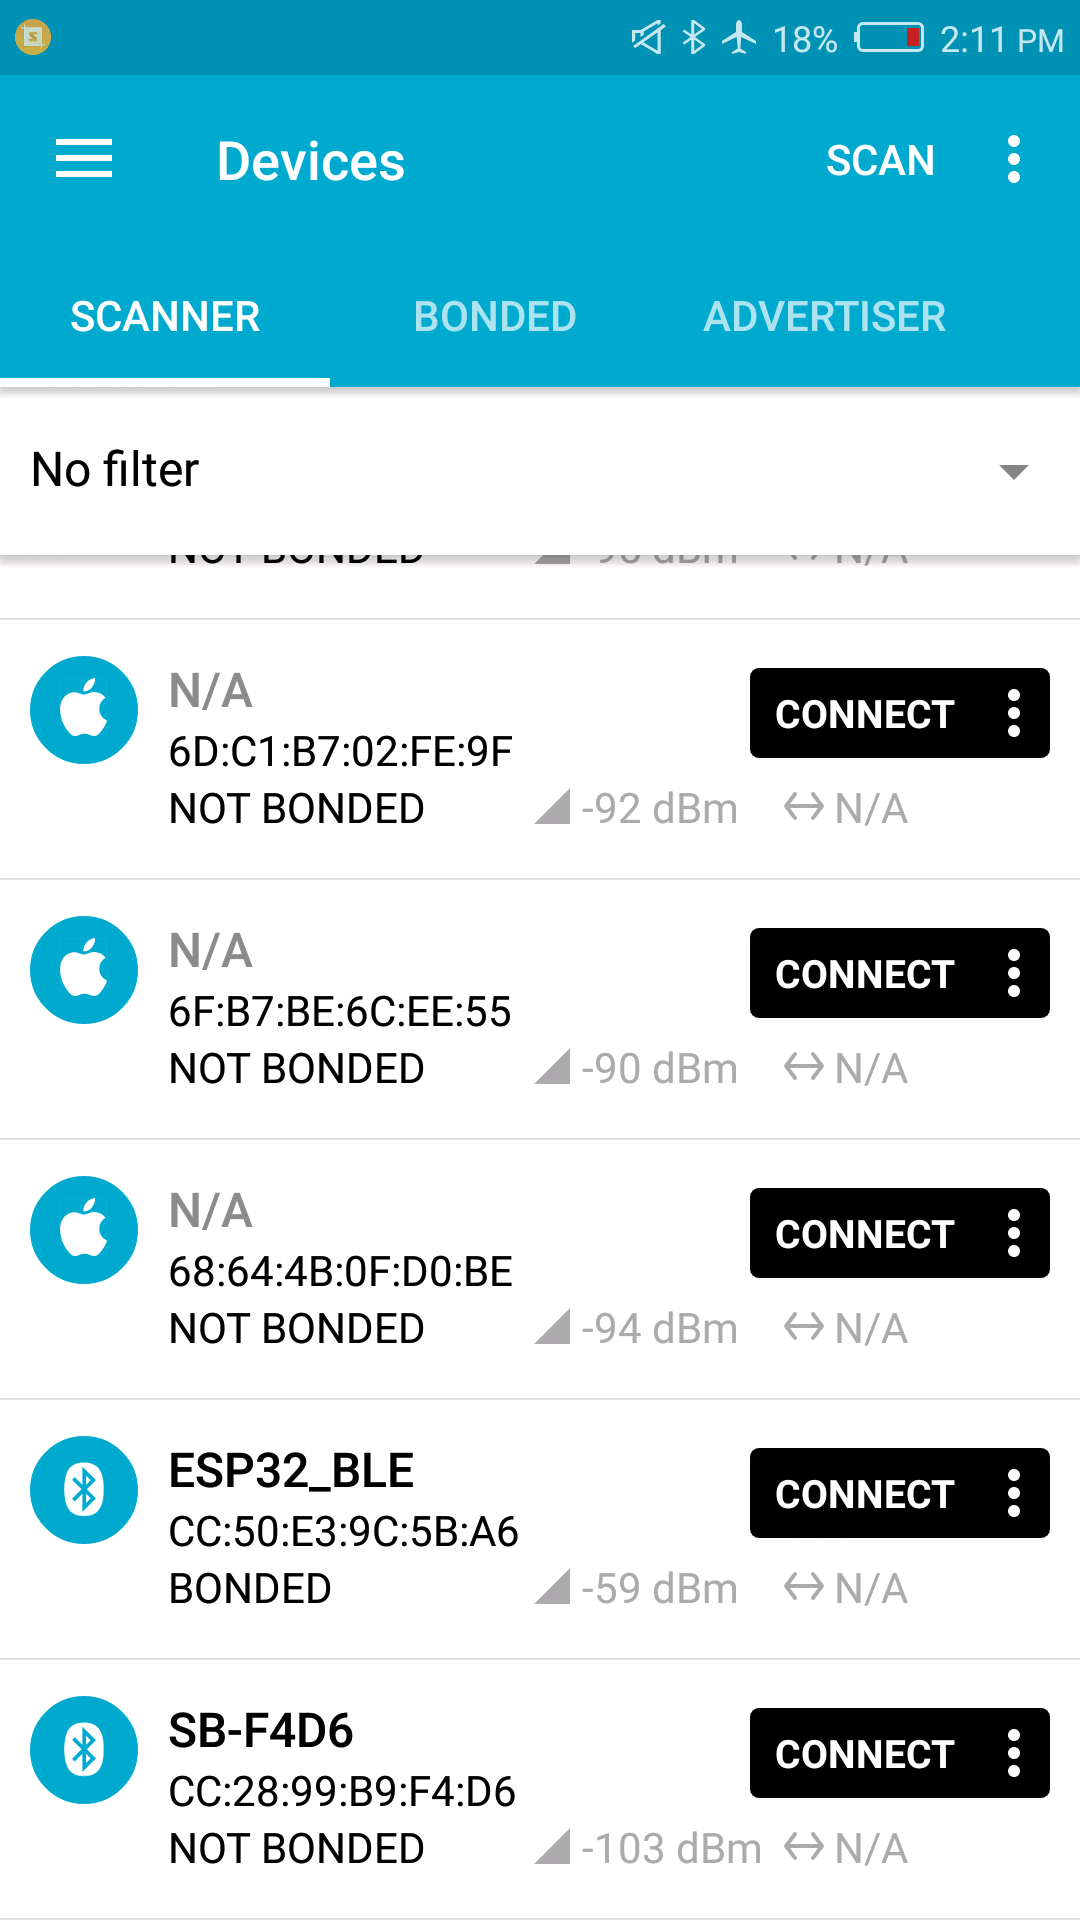 18% 2:11 PM
Devices SCAN
SCANNER BONDED ADVERTISER
No filter
NOT BONDED dBm N/A
N/A CONNECT
6D:C1:B7:02:FE:9F
NOT BONDED -92 dBm N/A
N/A CONNECT
6F:B7:BE:6C:EE:55
NOT BONDED -90 dBm N/A
N/A CONNECT
68:64:4B:0F:D0:BE
NOT BONDED -94 dBm N/A
ESP32_BLE CONNECT
CC:50:E3:9C:5B:A6
BONDED -59 dBm N/A
SB-F4D6 CONNECT
CC:28:99:B9:F4:D6
NOT BONDED -103 dBm N/A